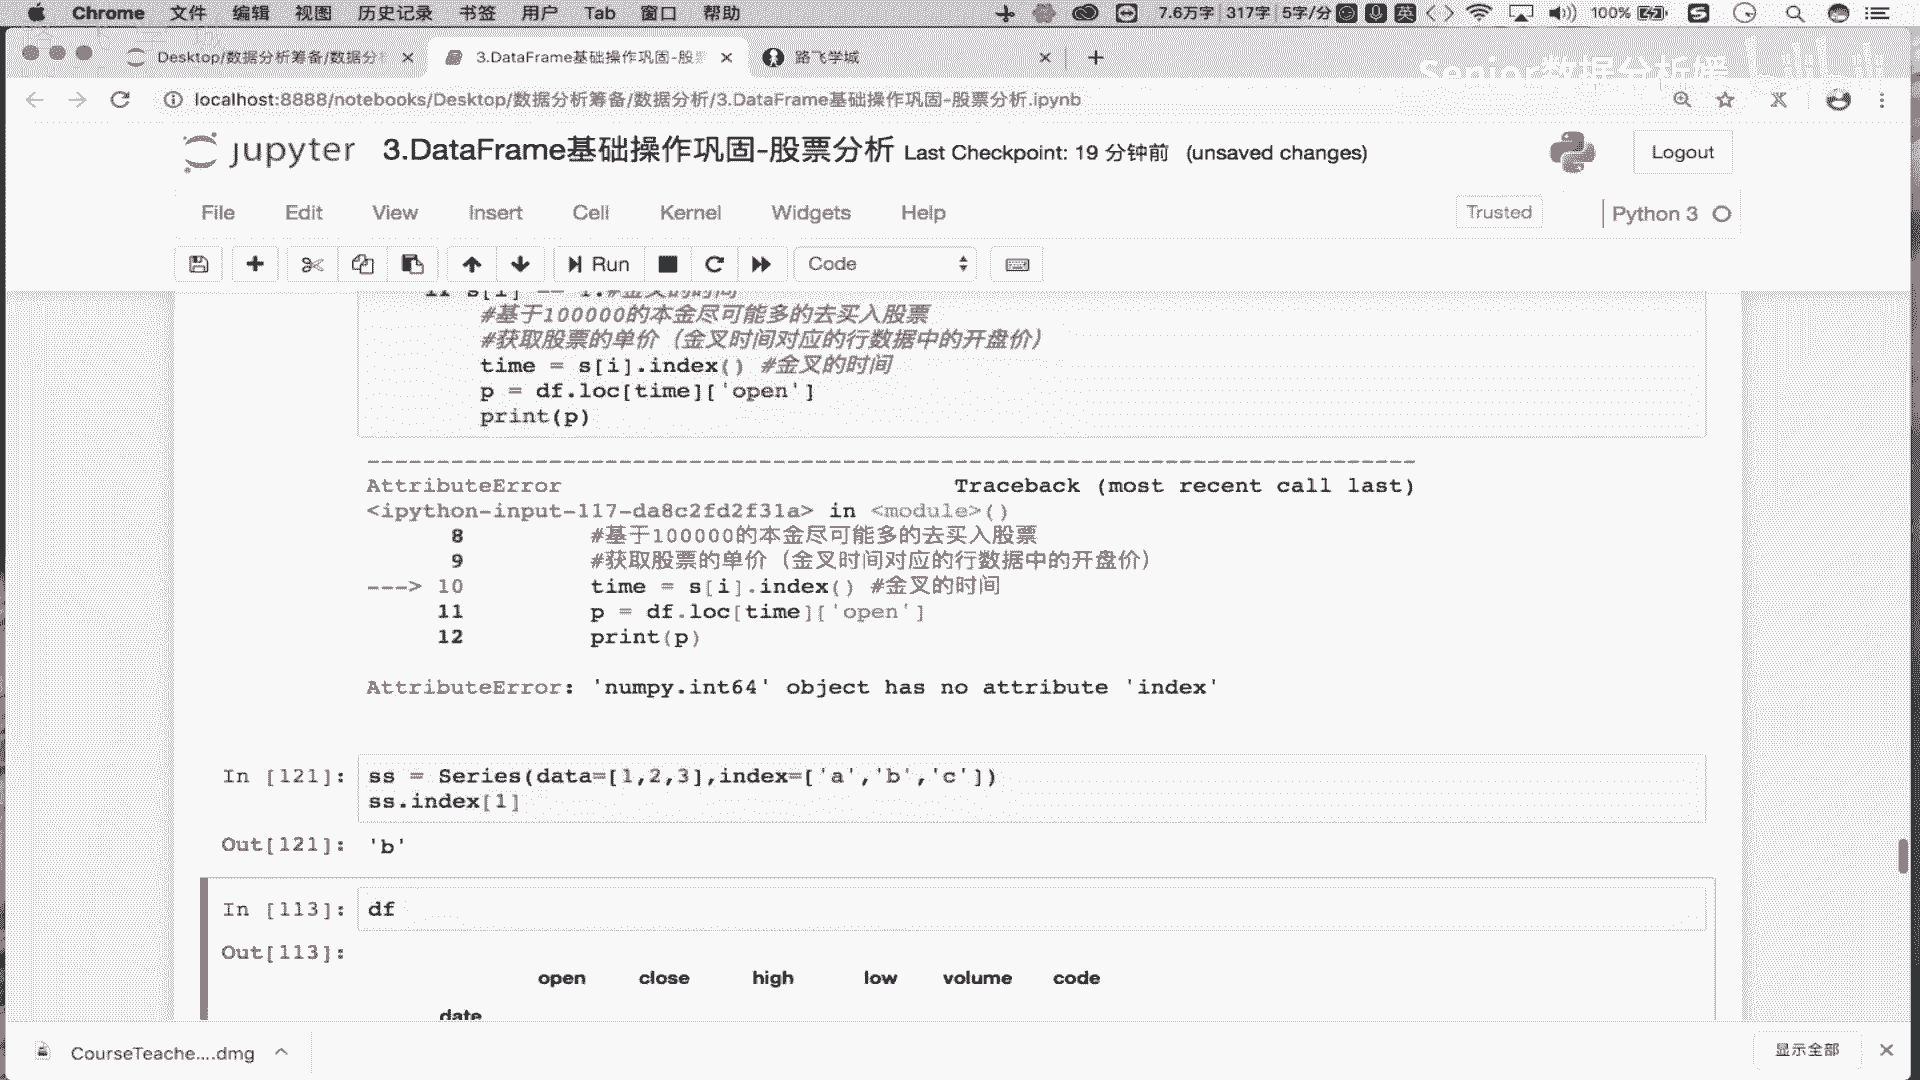 Chrome 文件 编辑 视图 历史记录 书签 用户 Tab 窗口 帮助 7.6万字 317字 5字/分 英 100%
Desktop/数据分析筹备/数据分析 3.DataFrame基础操作巩固-股票 路飞学城
Senior数据分析媛 bilibili
localhost:8888/notebooks/Desktop/数据分析筹备/数据分析/3.DataFrame基础操作巩固-股票分析.ipynb
jupyter 3.DataFrame基础操作巩固-股票分析 Last Checkpoint: 19 分钟前 (unsaved changes) Logout
File Edit View Insert Cell Kernel Widgets Help Trusted Python 3
Run Code
#基于100000的本金尽可能多的去买入股票
#获取股票的单价（金叉时间对应的行数据中的开盘价）
time = s[i].index() #金叉的时间
p = df.loc[time]['open']
print(p)
---------------------------------------------------------------------------
AttributeError Traceback (most recent call last)
<ipython-input-117-da8c2fd2f31a> in <module>()
8 #基于100000的本金尽可能多的去买入股票
9 #获取股票的单价（金叉时间对应的行数据中的开盘价）
---> 10 time = s[i].index() #金叉的时间
11 p = df.loc[time]['open']
12 print(p)
AttributeError: 'numpy.int64' object has no attribute 'index'
In [121]: ss = Series(data=[1,2,3],index=['a','b','c'])
ss.index[1]
Out[121]: 'b'
In [113]: df
Out[113]:
open close high low volume code
date
CourseTeache....dmg 显示全部